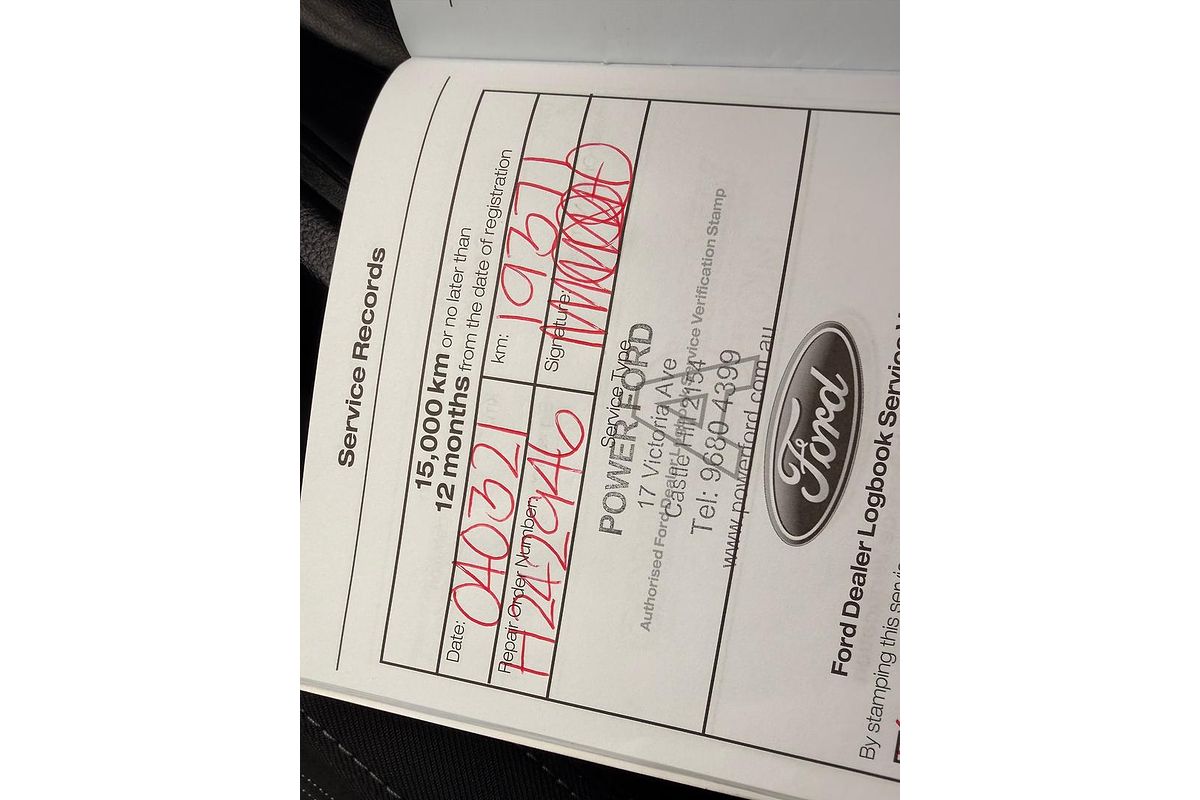 Service Records
15,000 km or no later than
12 months from the date of registration
Date: 040321
km: 19371
Repair Order Number:
H242946
Signature:
Service Type
POWER FORD
17 Victoria Ave
Authorised Ford Dealer Logbook Service Verification Stamp
Castle Hill 2154
Tel: 9680 4399
www.powerford.com.au
A
Ford
Ford Dealer Logbook Service
By stamping this